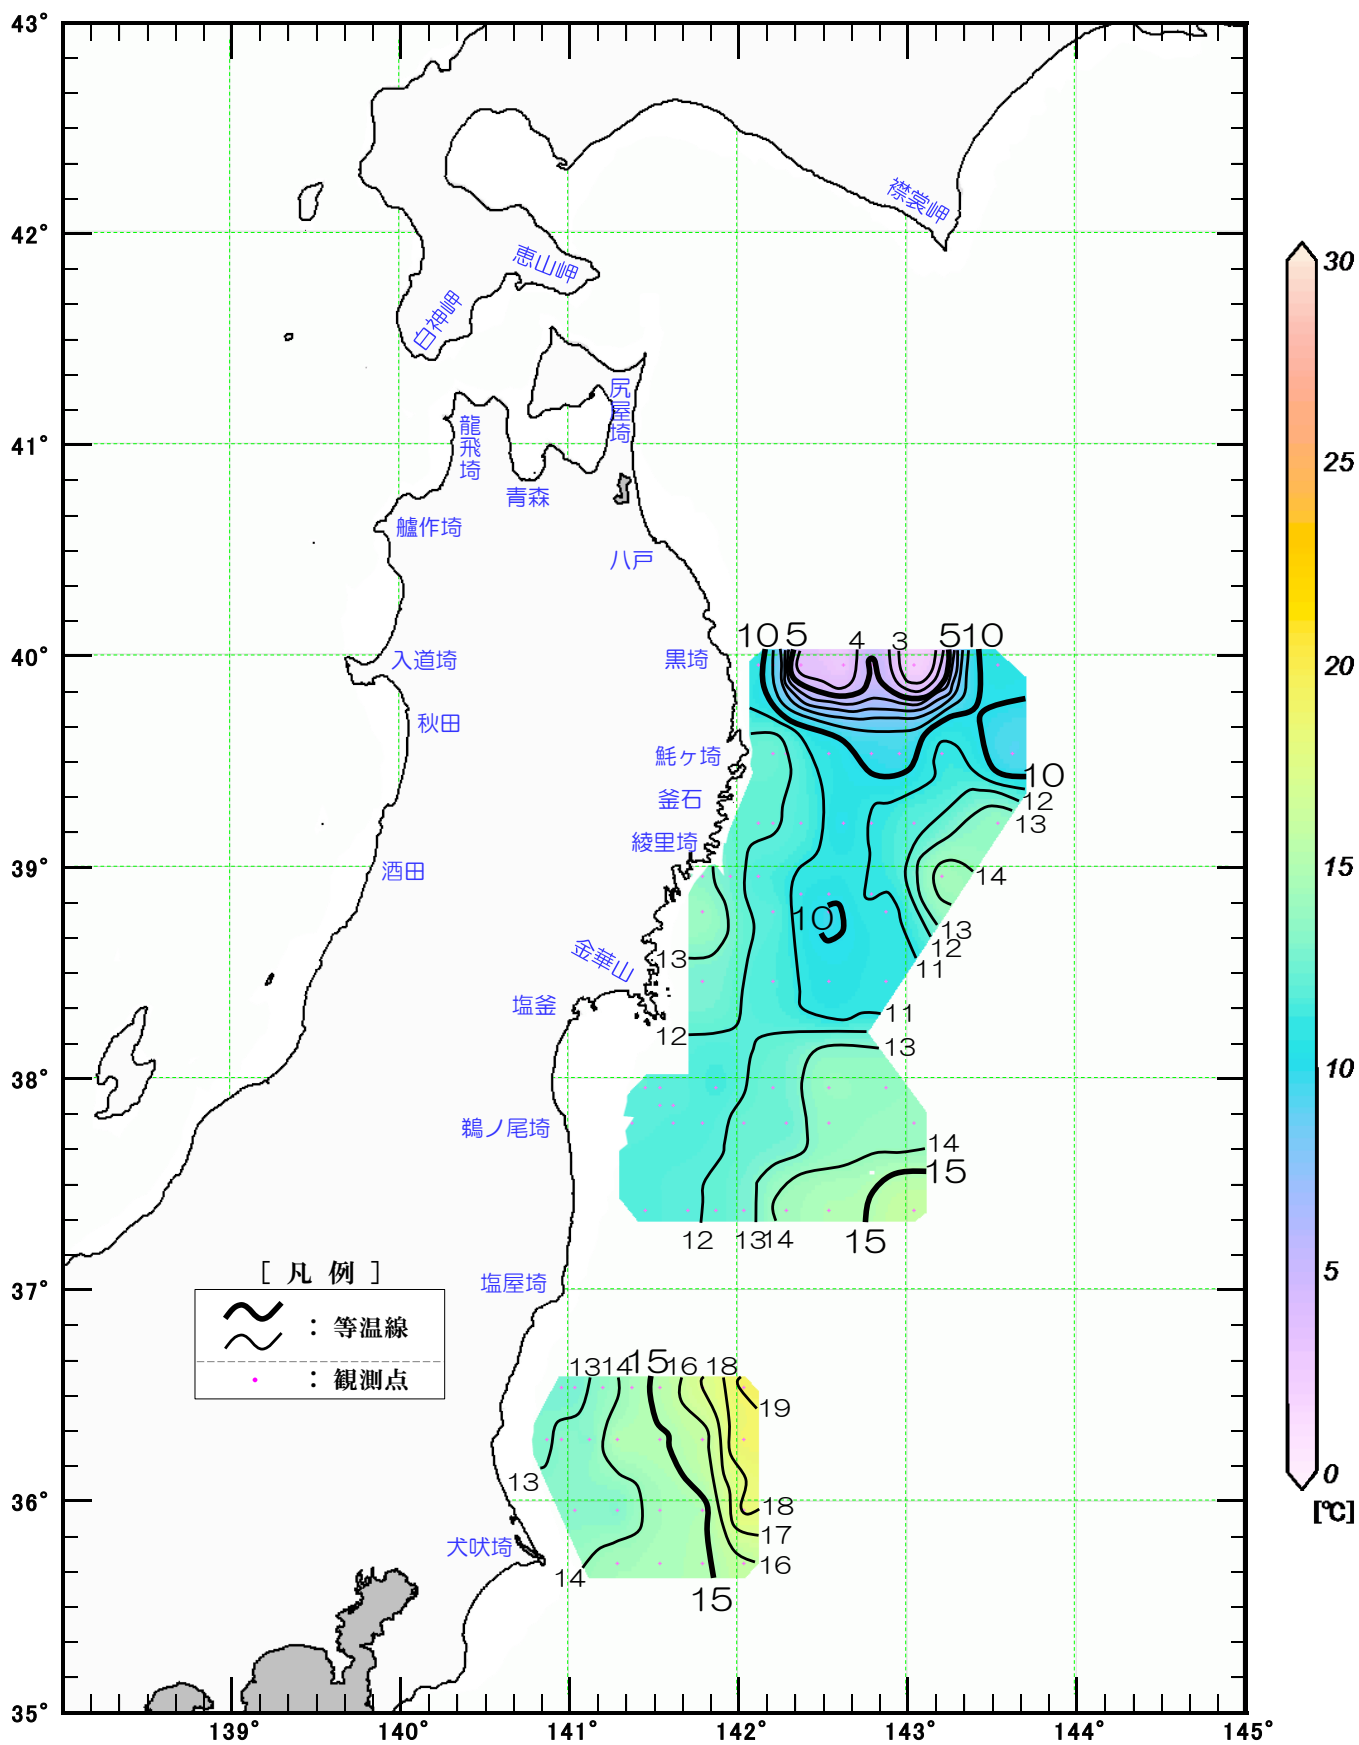 43°
襟裳岬
42°
恵山岬
白神岬
30
尻屋埼
龍飛埼
41°
25
青森
艫作埼
八戸
10 5 4 3 5 10
40°
入道埼
黒埼
20
秋田
鮏ヶ埼
10
釜石
12
13
綾里埼
39°
酒田
14
15
10
13
12
11
13
金華山
塩釜
11
12
13
38°
10
鵜ノ尾埼
14
15
12 13 14 15
5
[ 凡 例 ]
37°
塩屋埼
：等温線
：観測点
13 14 15 16 18
19
13
0
36°
18
[℃]
17
犬吠埼
16
14
15
35°
139° 140° 141° 142° 143° 144° 145°